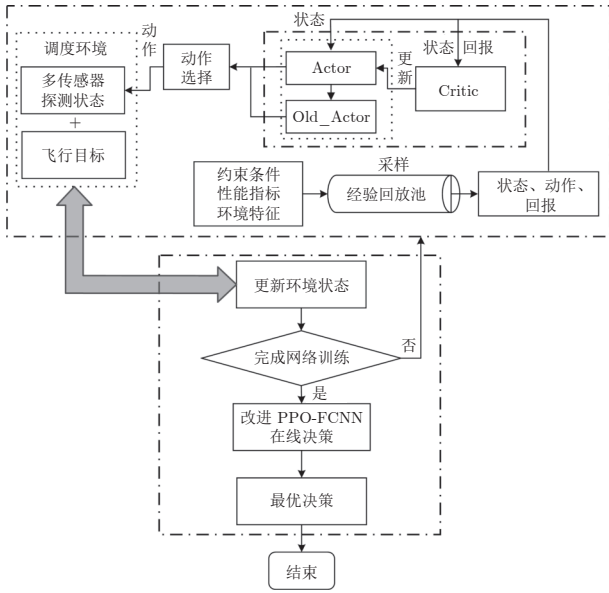 状态
调度环境
动
作
动作
选择
状态 回报
更
新
Actor
Critic
多传感器
探测状态
+
飞行目标
Old_Actor
采样
约束条件
性能指标
环境特征
经验回放池
状态、动作、
回报
更新环境状态
完成网络训练
否
是
改进 PPO-FCNN
在线决策
最优决策
结束